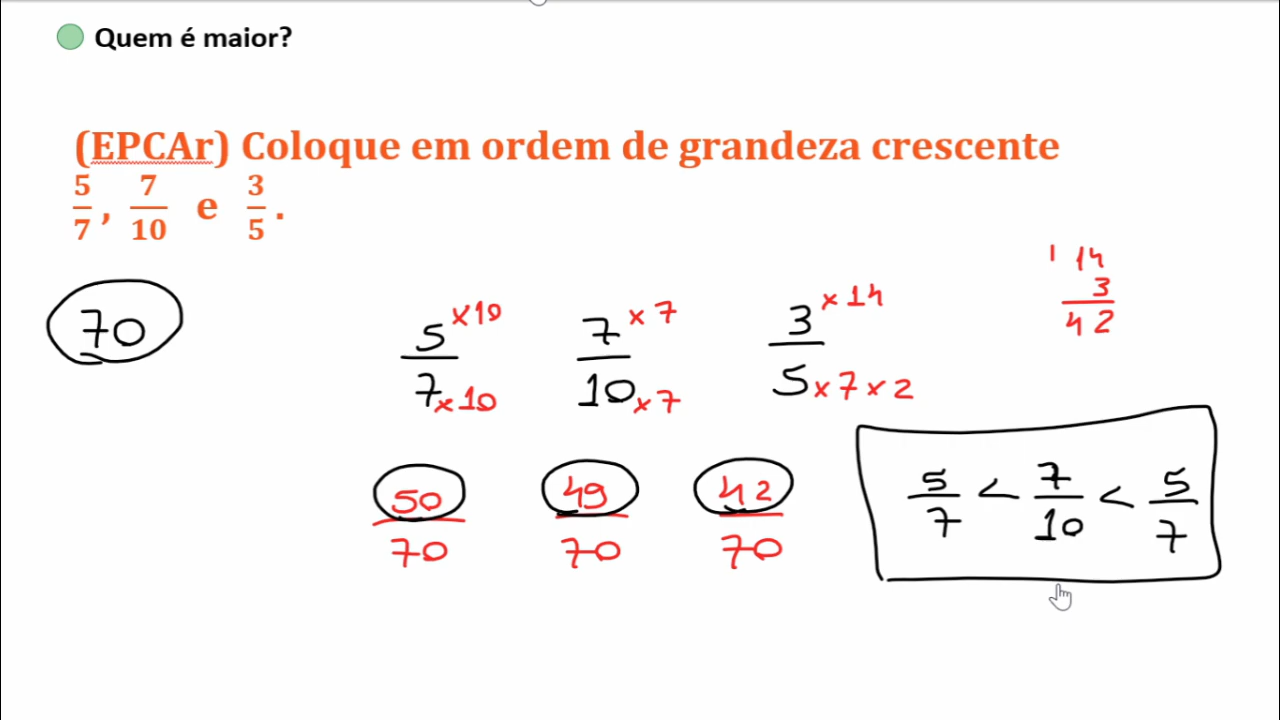 Quem é maior?
(EPCAr) Coloque em ordem de grandeza crescente
5/7, 7/10 e 3/5.
1 14
3
42
70
5 ×10 / 7 ×10
7 ×7 / 10 ×7
3 ×14 / 5 ×7 ×2
50/70
49/70
42/70
5/7 < 7/10 < 5/7